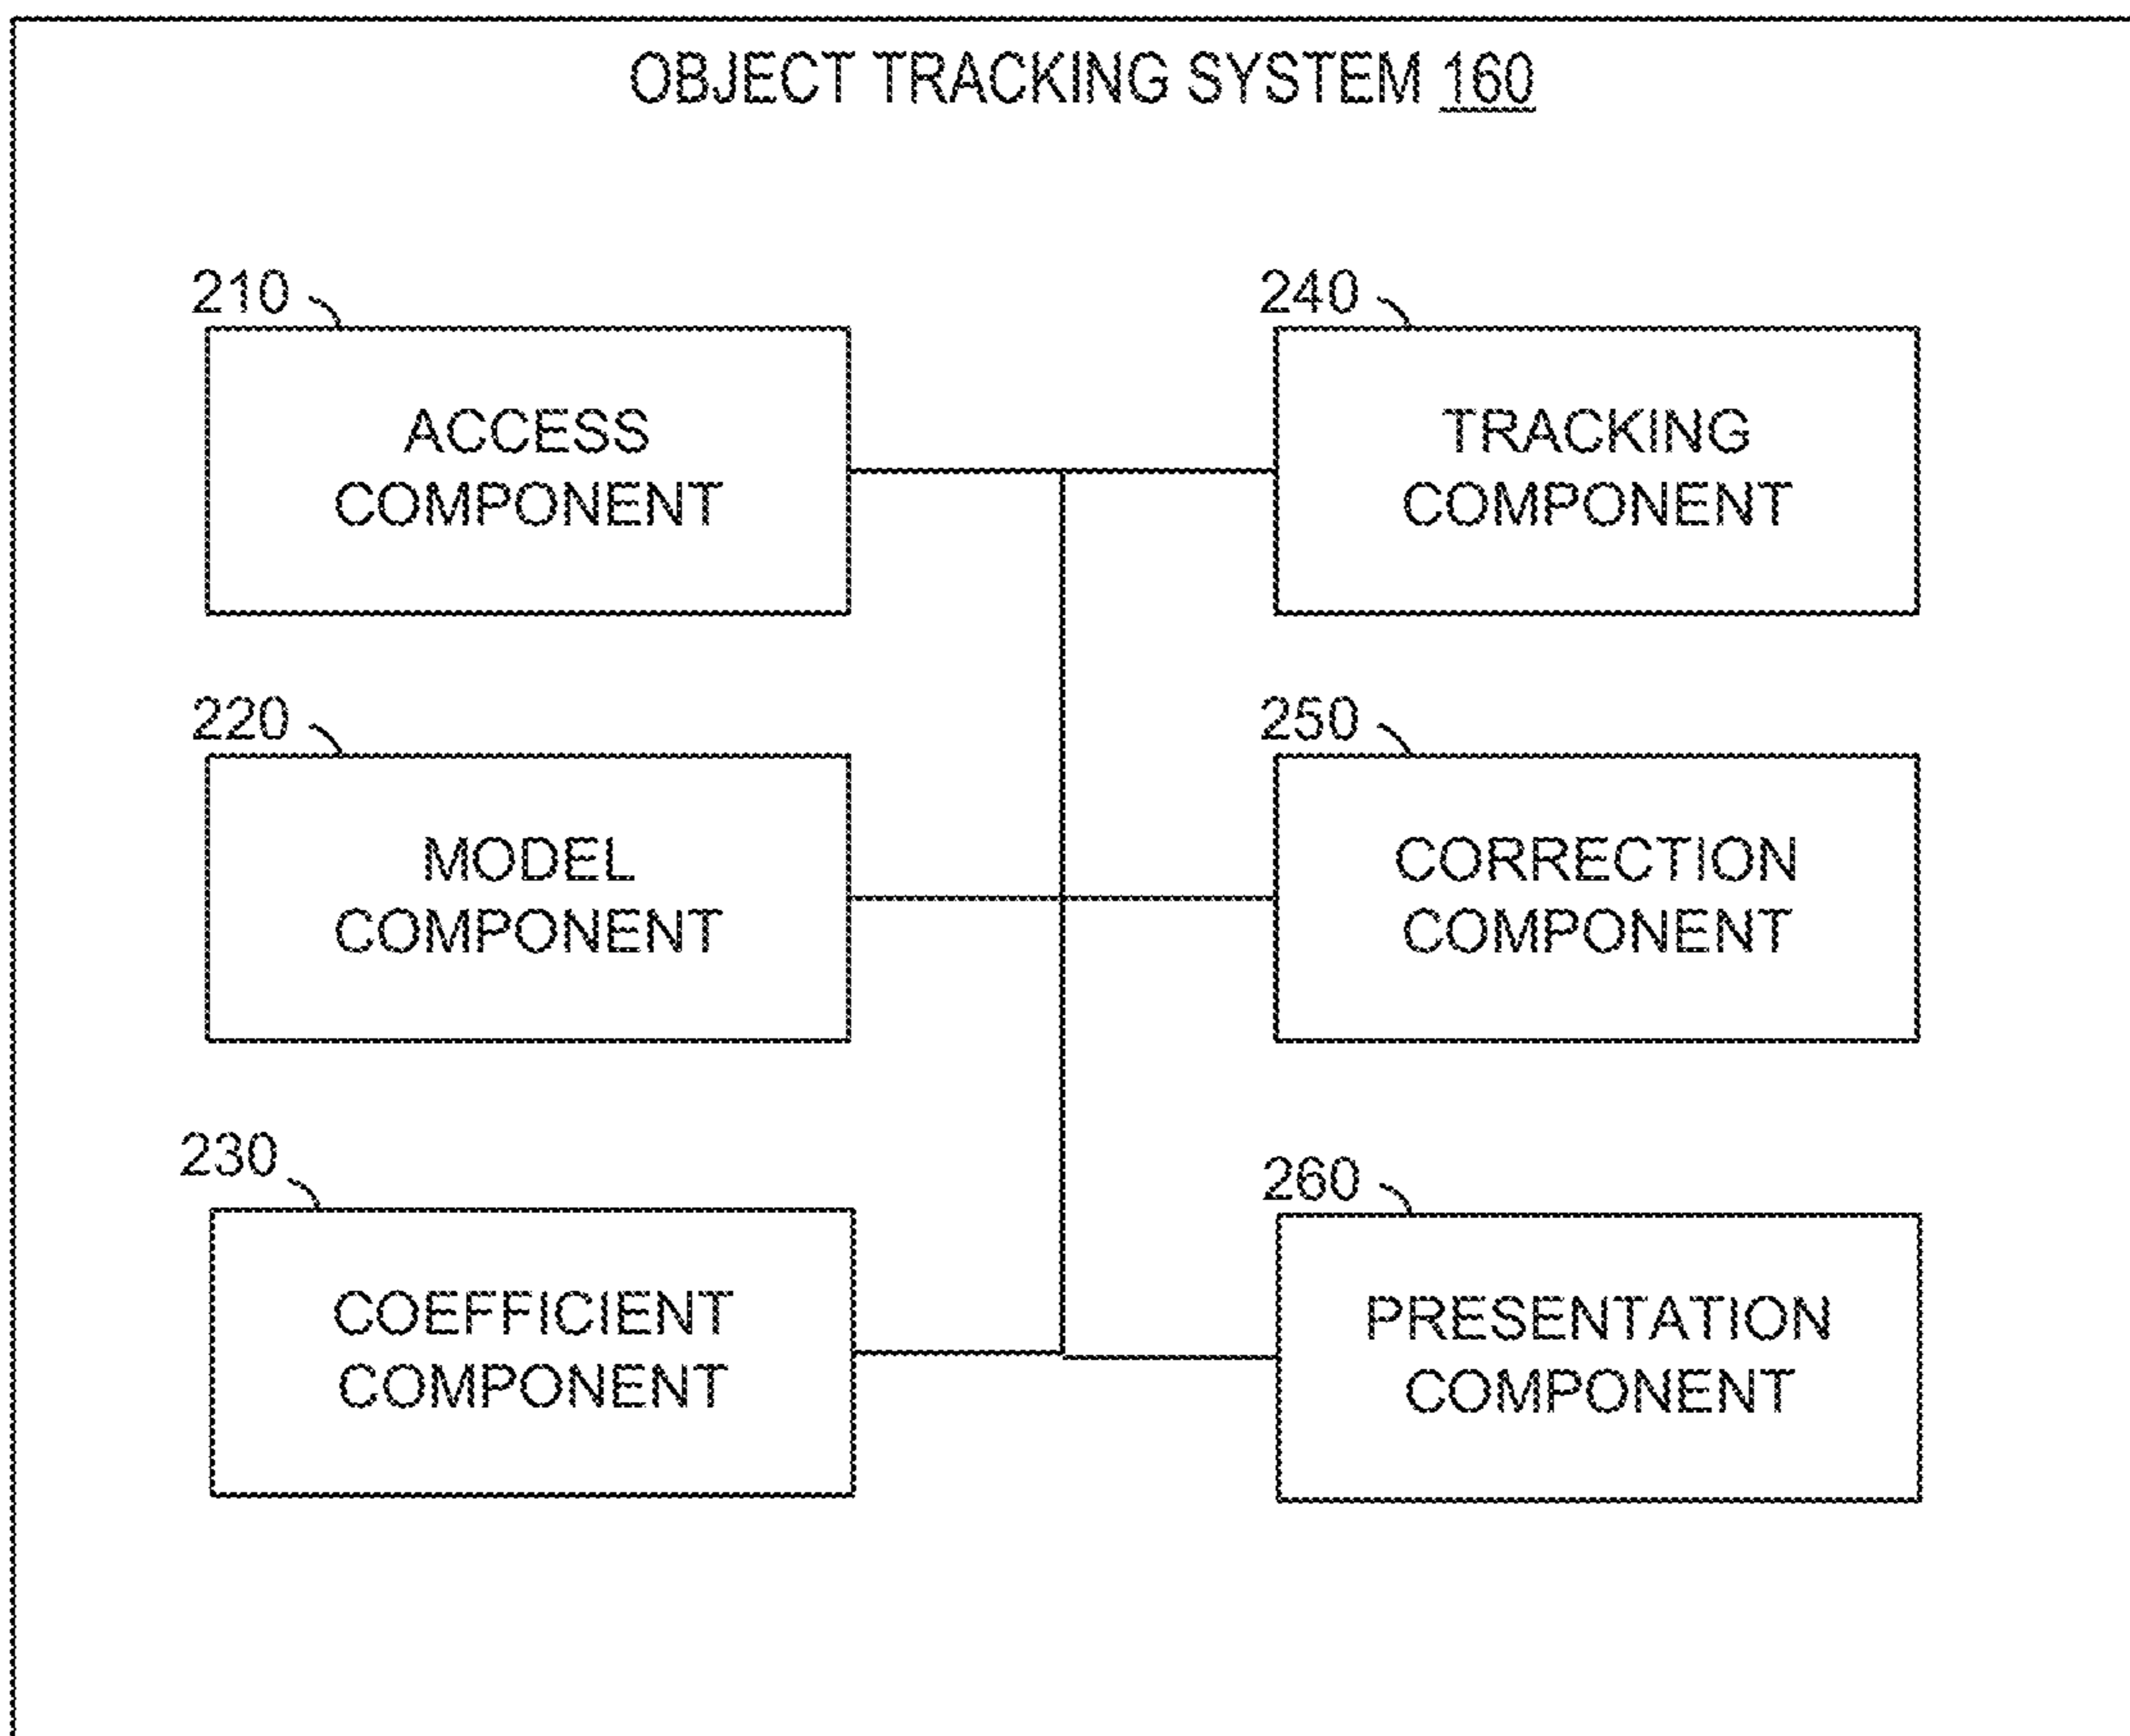 OBJECT TRACKING SYSTEM 160
210
ACCESS
COMPONENT
240
TRACKING
COMPONENT
220
MODEL
COMPONENT
250
CORRECTION
COMPONENT
230
COEFFICIENT
COMPONENT
260
PRESENTATION
COMPONENT